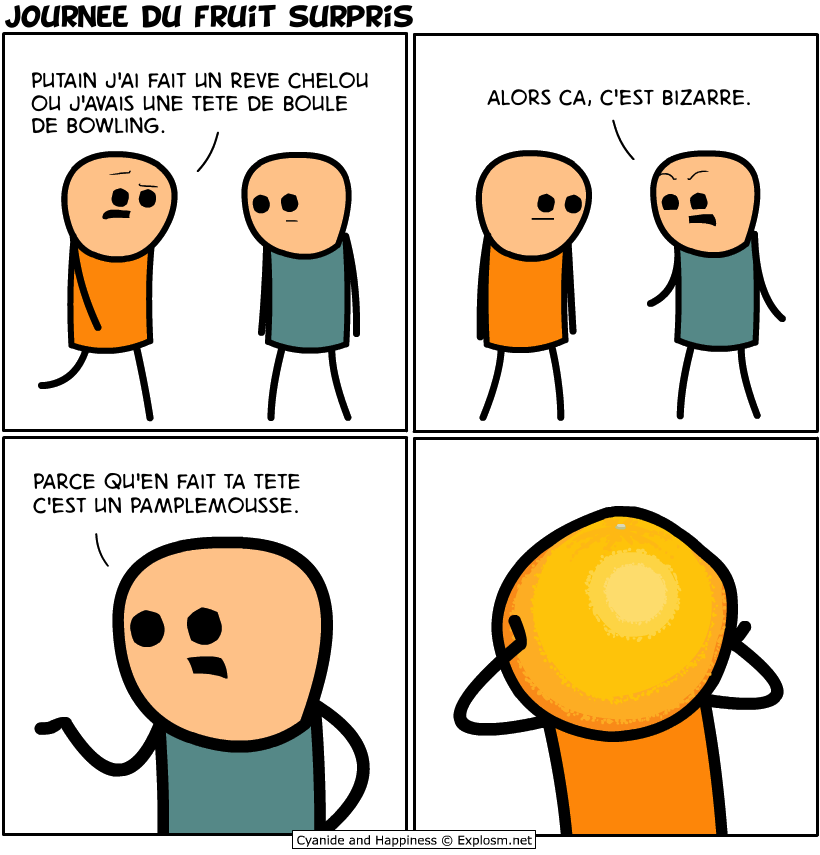 JOURNEE DU FRUIT SURPRIS
PUTAIN J'AI FAIT UN REVE CHELOU
OU J'AVAIS UNE TETE DE BOULE
DE BOWLING.
ALORS CA, C'EST BIZARRE.
PARCE QU'EN FAIT TA TETE
C'EST UN PAMPLEMOUSSE.
Cyanide and Happiness © Explosm.net